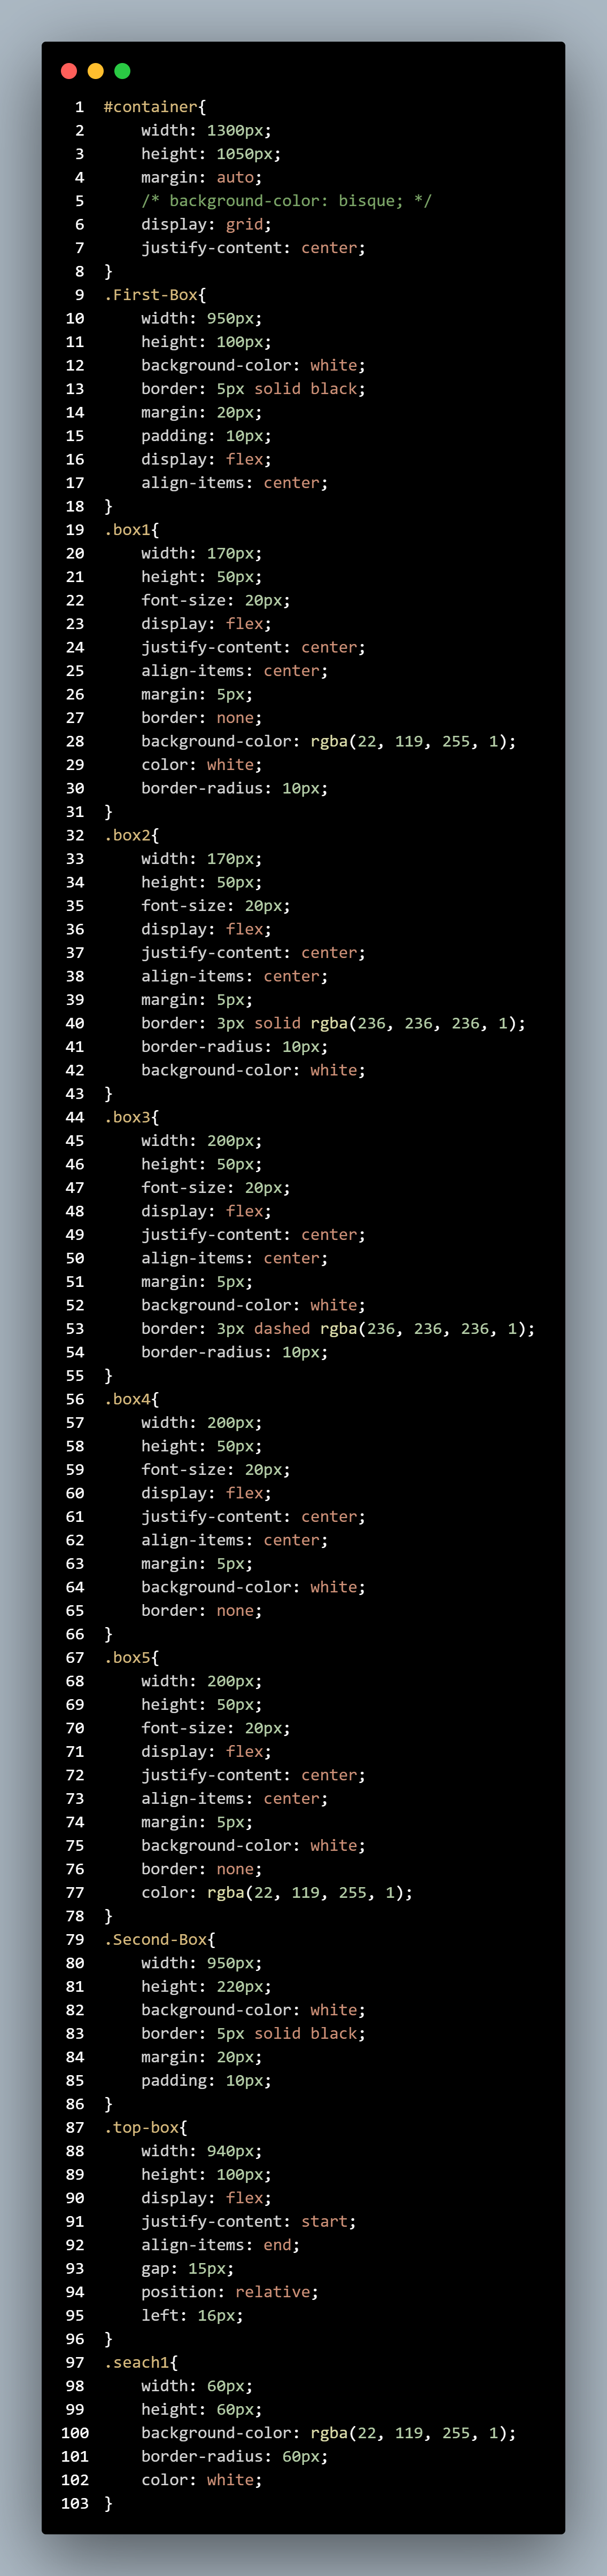 1 #container{
2     width: 1300px;
3     height: 1050px;
4     margin: auto;
5     /* background-color: bisque; */
6     display: grid;
7     justify-content: center;
8 }
9 .First-Box{
10     width: 950px;
11     height: 100px;
12     background-color: white;
13     border: 5px solid black;
14     margin: 20px;
15     padding: 10px;
16     display: flex;
17     align-items: center;
18 }
19 .box1{
20     width: 170px;
21     height: 50px;
22     font-size: 20px;
23     display: flex;
24     justify-content: center;
25     align-items: center;
26     margin: 5px;
27     border: none;
28     background-color: rgba(22, 119, 255, 1);
29     color: white;
30     border-radius: 10px;
31 }
32 .box2{
33     width: 170px;
34     height: 50px;
35     font-size: 20px;
36     display: flex;
37     justify-content: center;
38     align-items: center;
39     margin: 5px;
40     border: 3px solid rgba(236, 236, 236, 1);
41     border-radius: 10px;
42     background-color: white;
43 }
44 .box3{
45     width: 200px;
46     height: 50px;
47     font-size: 20px;
48     display: flex;
49     justify-content: center;
50     align-items: center;
51     margin: 5px;
52     background-color: white;
53     border: 3px dashed rgba(236, 236, 236, 1);
54     border-radius: 10px;
55 }
56 .box4{
57     width: 200px;
58     height: 50px;
59     font-size: 20px;
60     display: flex;
61     justify-content: center;
62     align-items: center;
63     margin: 5px;
64     background-color: white;
65     border: none;
66 }
67 .box5{
68     width: 200px;
69     height: 50px;
70     font-size: 20px;
71     display: flex;
72     justify-content: center;
73     align-items: center;
74     margin: 5px;
75     background-color: white;
76     border: none;
77     color: rgba(22, 119, 255, 1);
78 }
79 .Second-Box{
80     width: 950px;
81     height: 220px;
82     background-color: white;
83     border: 5px solid black;
84     margin: 20px;
85     padding: 10px;
86 }
87 .top-box{
88     width: 940px;
89     height: 100px;
90     display: flex;
91     justify-content: start;
92     align-items: end;
93     gap: 15px;
94     position: relative;
95     left: 16px;
96 }
97 .seach1{
98     width: 60px;
99     height: 60px;
100     background-color: rgba(22, 119, 255, 1);
101     border-radius: 60px;
102     color: white;
103 }